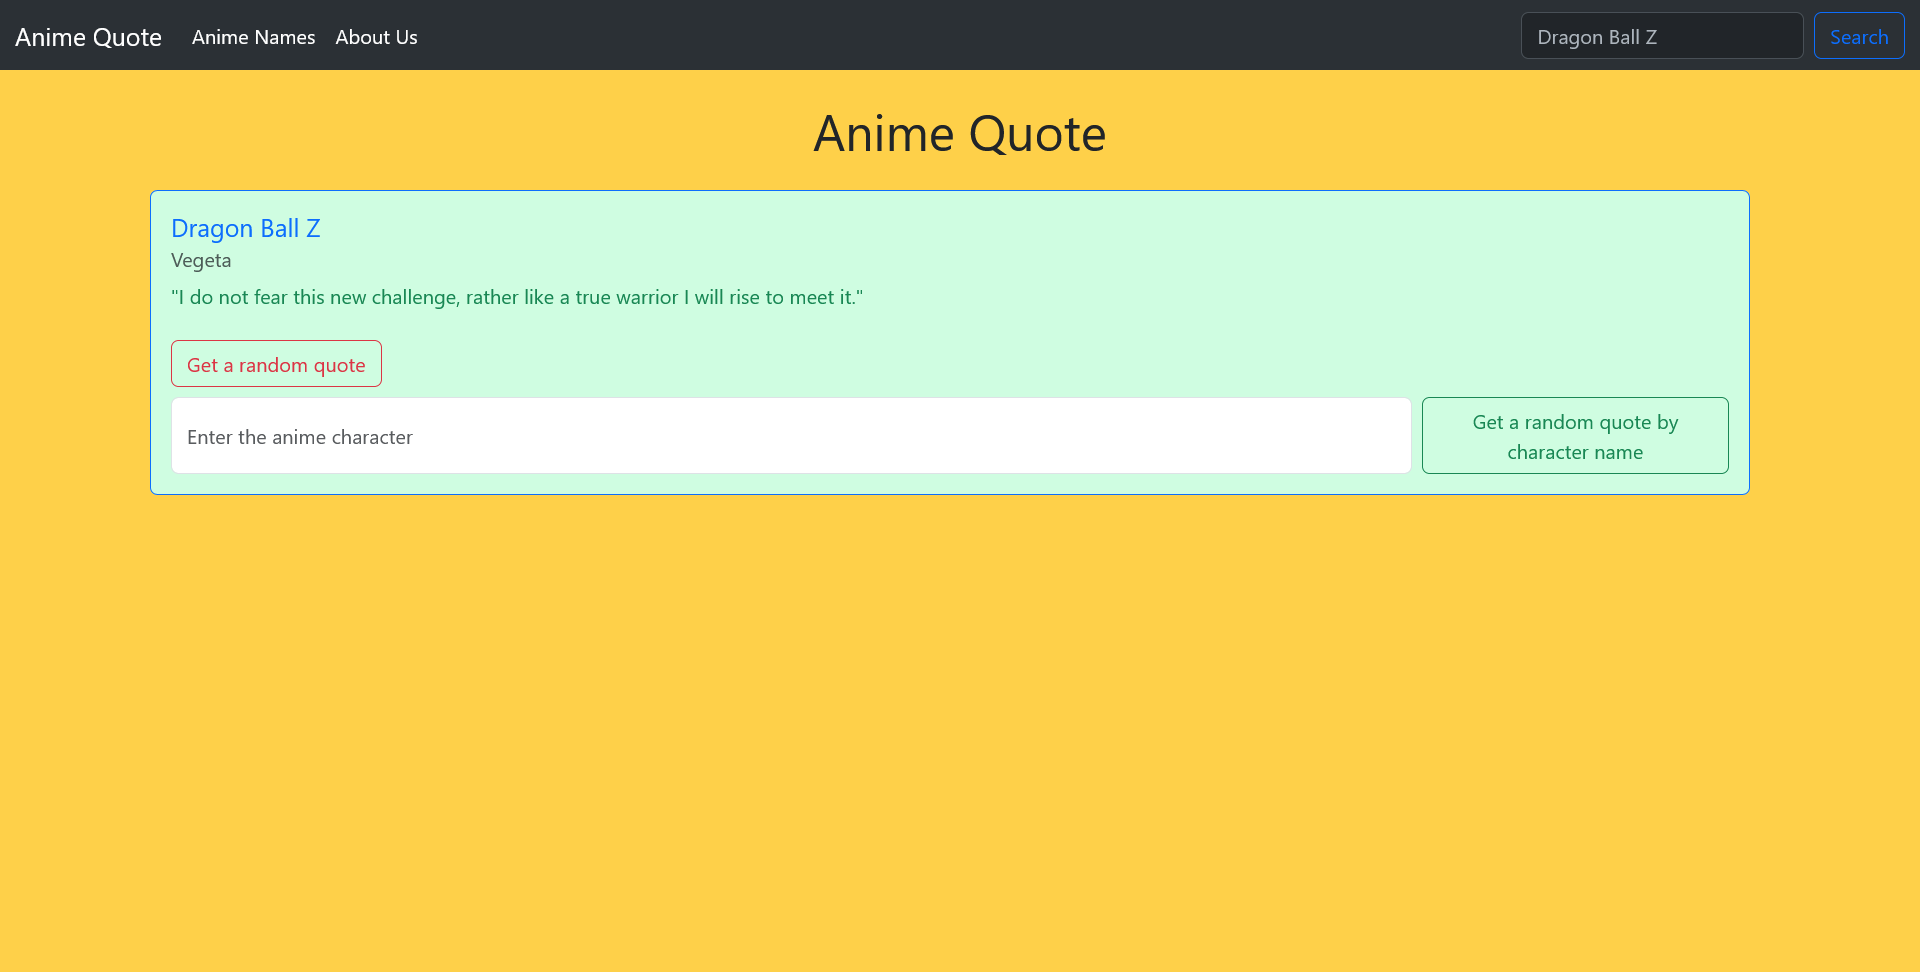 Anime Quote Anime Names About Us Dragon Ball Z Search
Anime Quote
Dragon Ball Z
Vegeta
"I do not fear this new challenge, rather like a true warrior I will rise to meet it."
Get a random quote
Enter the anime character
Get a random quote by
character name